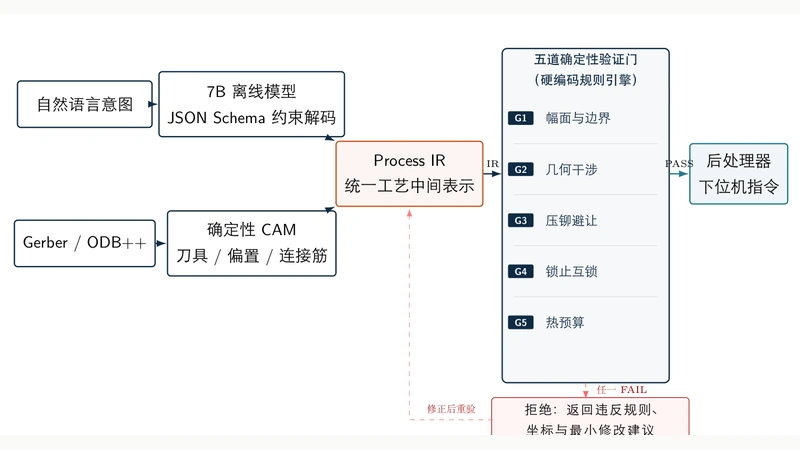 自然语言意图
7B 离线模型
JSON Schema 约束解码
Gerber / ODB++
确定性 CAM
刀具 / 偏置 / 连接筋
Process IR
统一工艺中间表示
IR
五道确定性验证门
（硬编码规则引擎）
G1 幅面与边界
G2 几何干涉
G3 压铆避让
G4 锁止互锁
G5 热预算
PASS
后处理器
下位机指令
任一 FAIL
修正后重验
拒绝：返回违反规则、
坐标与最小修改建议